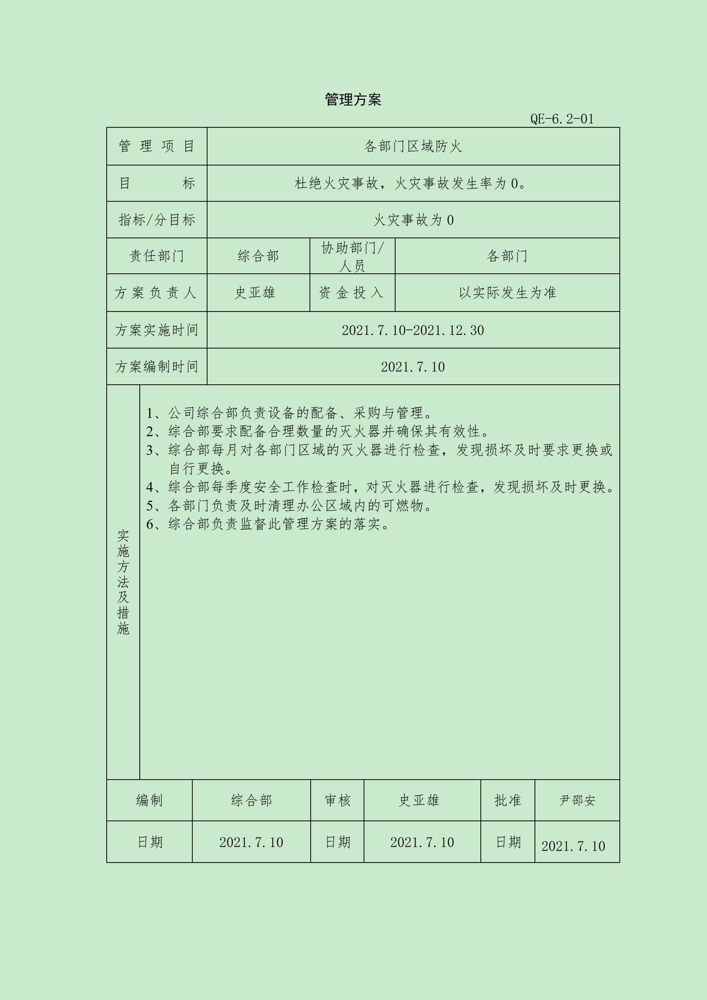 管理方案
QE-6.2-01
管理项目 各部门区域防火
目标 杜绝火灾事故，火灾事故发生率为0。
指标/分目标 火灾事故为0
责任部门 综合部 协助部门/人员 各部门
方案负责人 史亚雄 资金投入 以实际发生为准
方案实施时间 2021.7.10-2021.12.30
方案编制时间 2021.7.10
实施方法及措施
1、公司综合部负责设备的配备、采购与管理。
2、综合部要求配备合理数量的灭火器并确保其有效性。
3、综合部每月对各部门区域的灭火器进行检查，发现损坏及时要求更换或
自行更换。
4、综合部每季度安全工作检查时，对灭火器进行检查，发现损坏及时更换。
5、各部门负责及时清理办公区域内的可燃物。
6、综合部负责监督此管理方案的落实。
编制 综合部 审核 史亚雄 批准 尹邵安
日期 2021.7.10 日期 2021.7.10 日期 2021.7.10